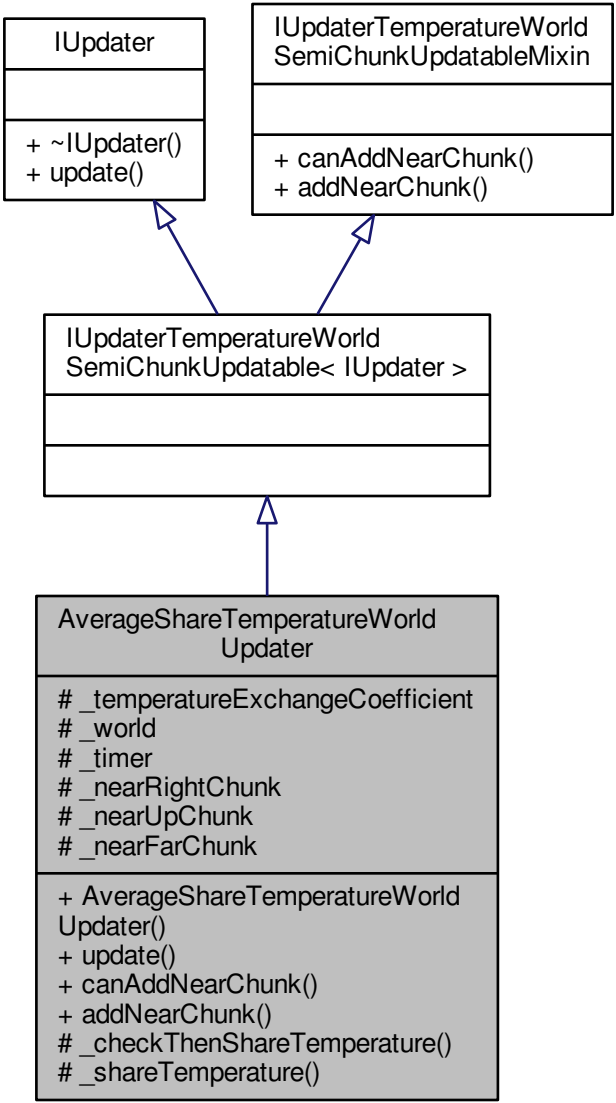 IUpdater
+ ~IUpdater()
+ update()
IUpdaterTemperatureWorld
SemiChunkUpdatableMixin
+ canAddNearChunk()
+ addNearChunk()
IUpdaterTemperatureWorld
SemiChunkUpdatable< IUpdater >
AverageShareTemperatureWorld
Updater
# _temperatureExchangeCoefficient
# _world
# _timer
# _nearRightChunk
# _nearUpChunk
# _nearFarChunk
+ AverageShareTemperatureWorld
Updater()
+ update()
+ canAddNearChunk()
+ addNearChunk()
# _checkThenShareTemperature()
# _shareTemperature()